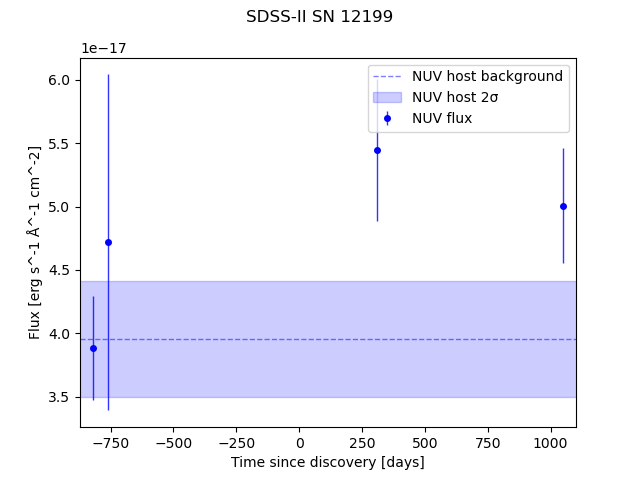 SDSS-II SN 12199
1e−17
NUV host background
NUV host 2σ
NUV flux
6.0
5.5
5.0
4.5
4.0
3.5
Flux [erg s^-1 Å^-1 cm^-2]
−750
−500
−250
0
250
500
750
1000
Time since discovery [days]